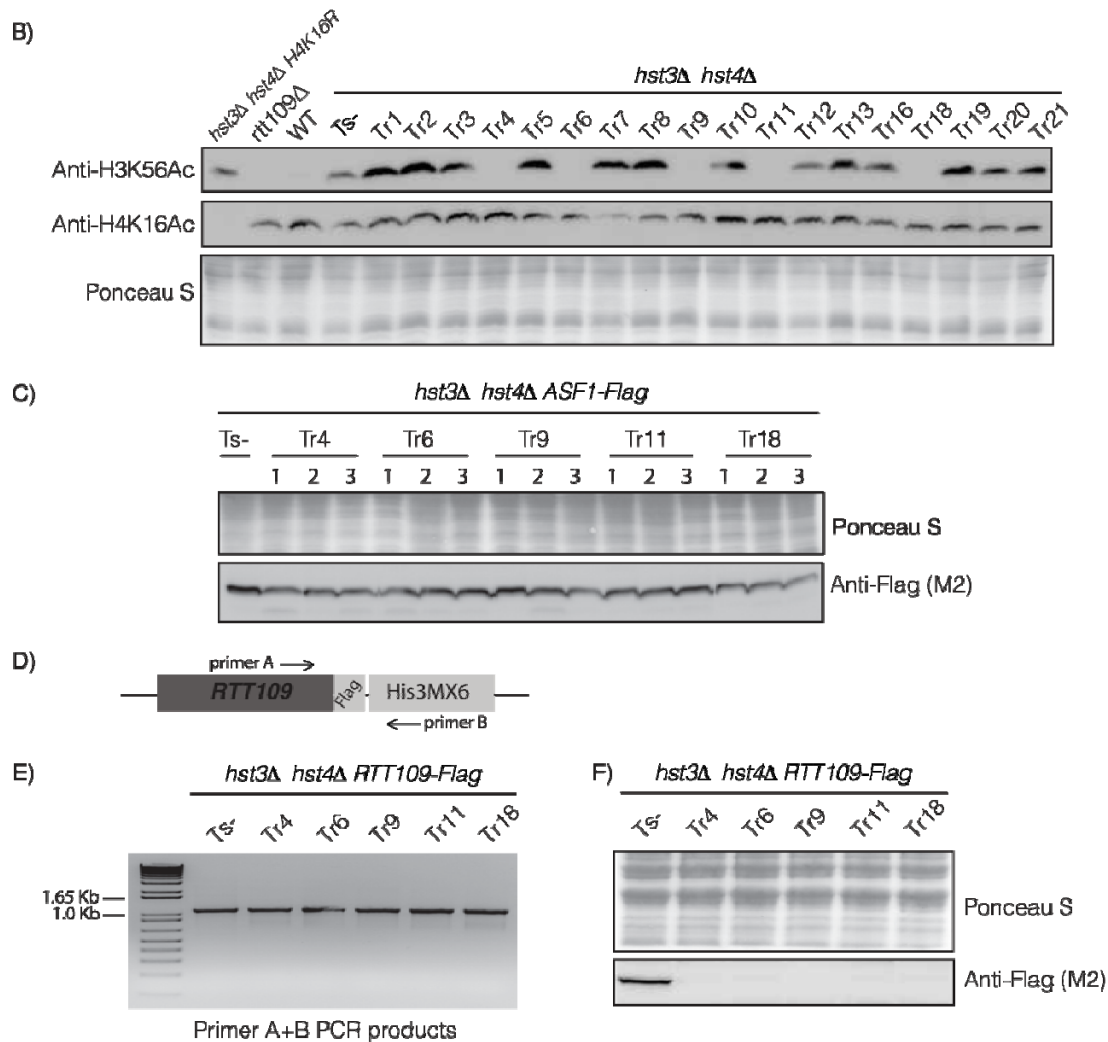 B)
hst3Δ hst4Δ H4K16R
rtt109Δ
WT
hst3Δ hst4Δ
Ts- Tr1 Tr2 Tr3 Tr4 Tr5 Tr6 Tr7 Tr8 Tr9 Tr10 Tr11 Tr12 Tr13 Tr16 Tr18 Tr19 Tr20 Tr21
Anti-H3K56Ac
Anti-H4K16Ac
Ponceau S
C)
hst3Δ hst4Δ ASF1-Flag
Ts- Tr4 Tr6 Tr9 Tr11 Tr18
1 2 3 1 2 3 1 2 3 1 2 3 1 2 3
Ponceau S
Anti-Flag (M2)
D)
primer A
RTT109 Flag His3MX6
primer B
E)
hst3Δ hst4Δ RTT109-Flag
Ts- Tr4 Tr6 Tr9 Tr11 Tr18
1.65 Kb
1.0 Kb
Primer A+B PCR products
F)
hst3Δ hst4Δ RTT109-Flag
Ts- Tr4 Tr6 Tr9 Tr11 Tr18
Ponceau S
Anti-Flag (M2)